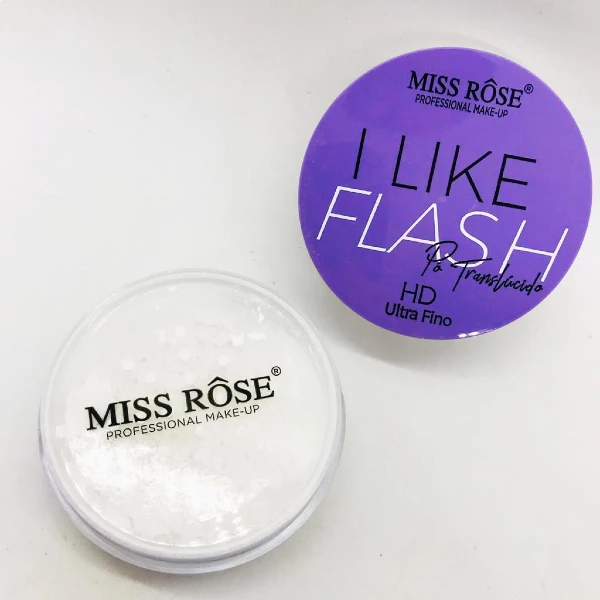 MISS RÔSE®
PROFESSIONAL MAKE-UP
I LIKE
FLASH
Pó Translúcido
HD
Ultra Fino
MISS RÔSE®
PROFESSIONAL MAKE-UP